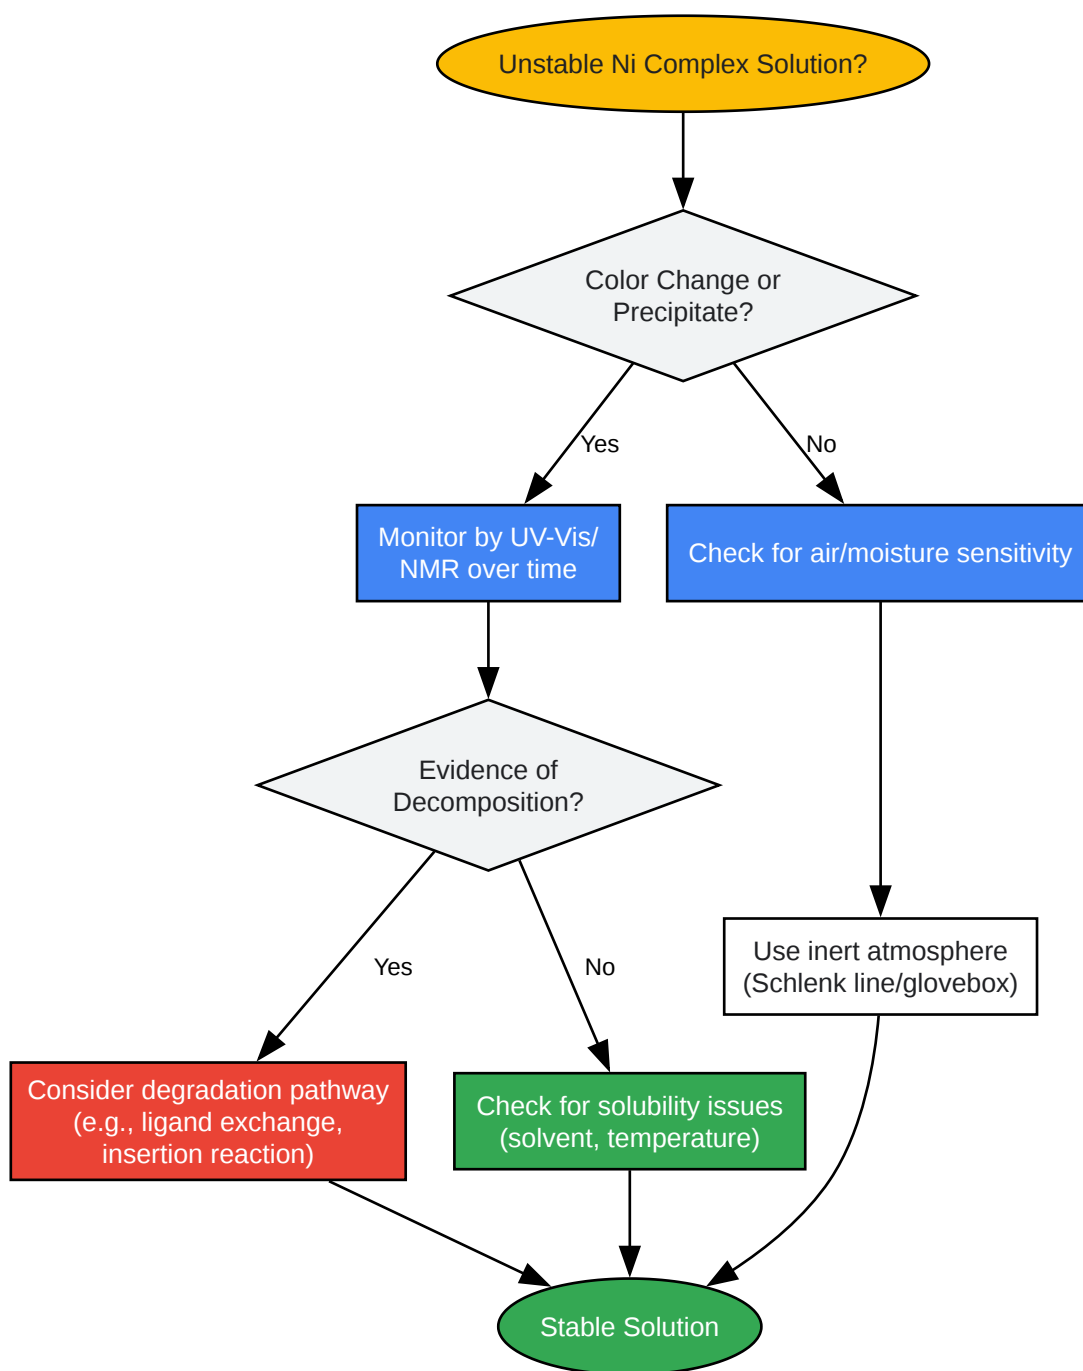 Unstable Ni Complex Solution?
Color Change or
Precipitate?
Yes
No
Monitor by UV-Vis/
NMR over time
Check for air/moisture sensitivity
Evidence of
Decomposition?
Use inert atmosphere
(Schlenk line/glovebox)
Yes
No
Consider degradation pathway
(e.g., ligand exchange,
insertion reaction)
Check for solubility issues
(solvent, temperature)
Stable Solution